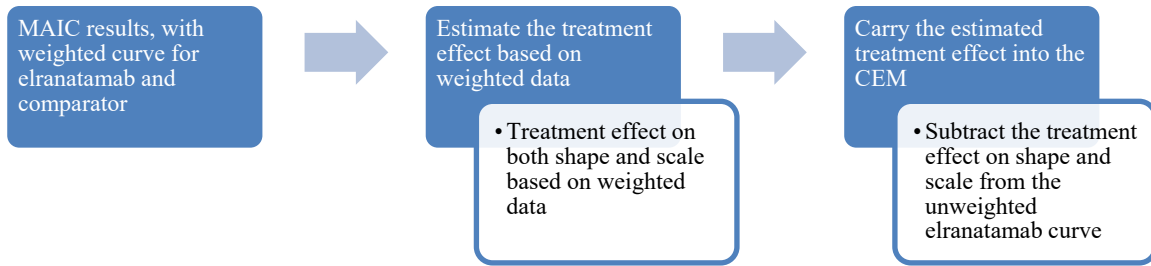 MAIC results, with
weighted curve for
elranatamab and
comparator
Estimate the treatment
effect based on
weighted data
• Treatment effect on
both shape and scale
based on weighted
data
Carry the estimated
treatment effect into the
CEM
• Subtract the treatment
effect on shape and
scale from the
unweighted
elranatamab curve